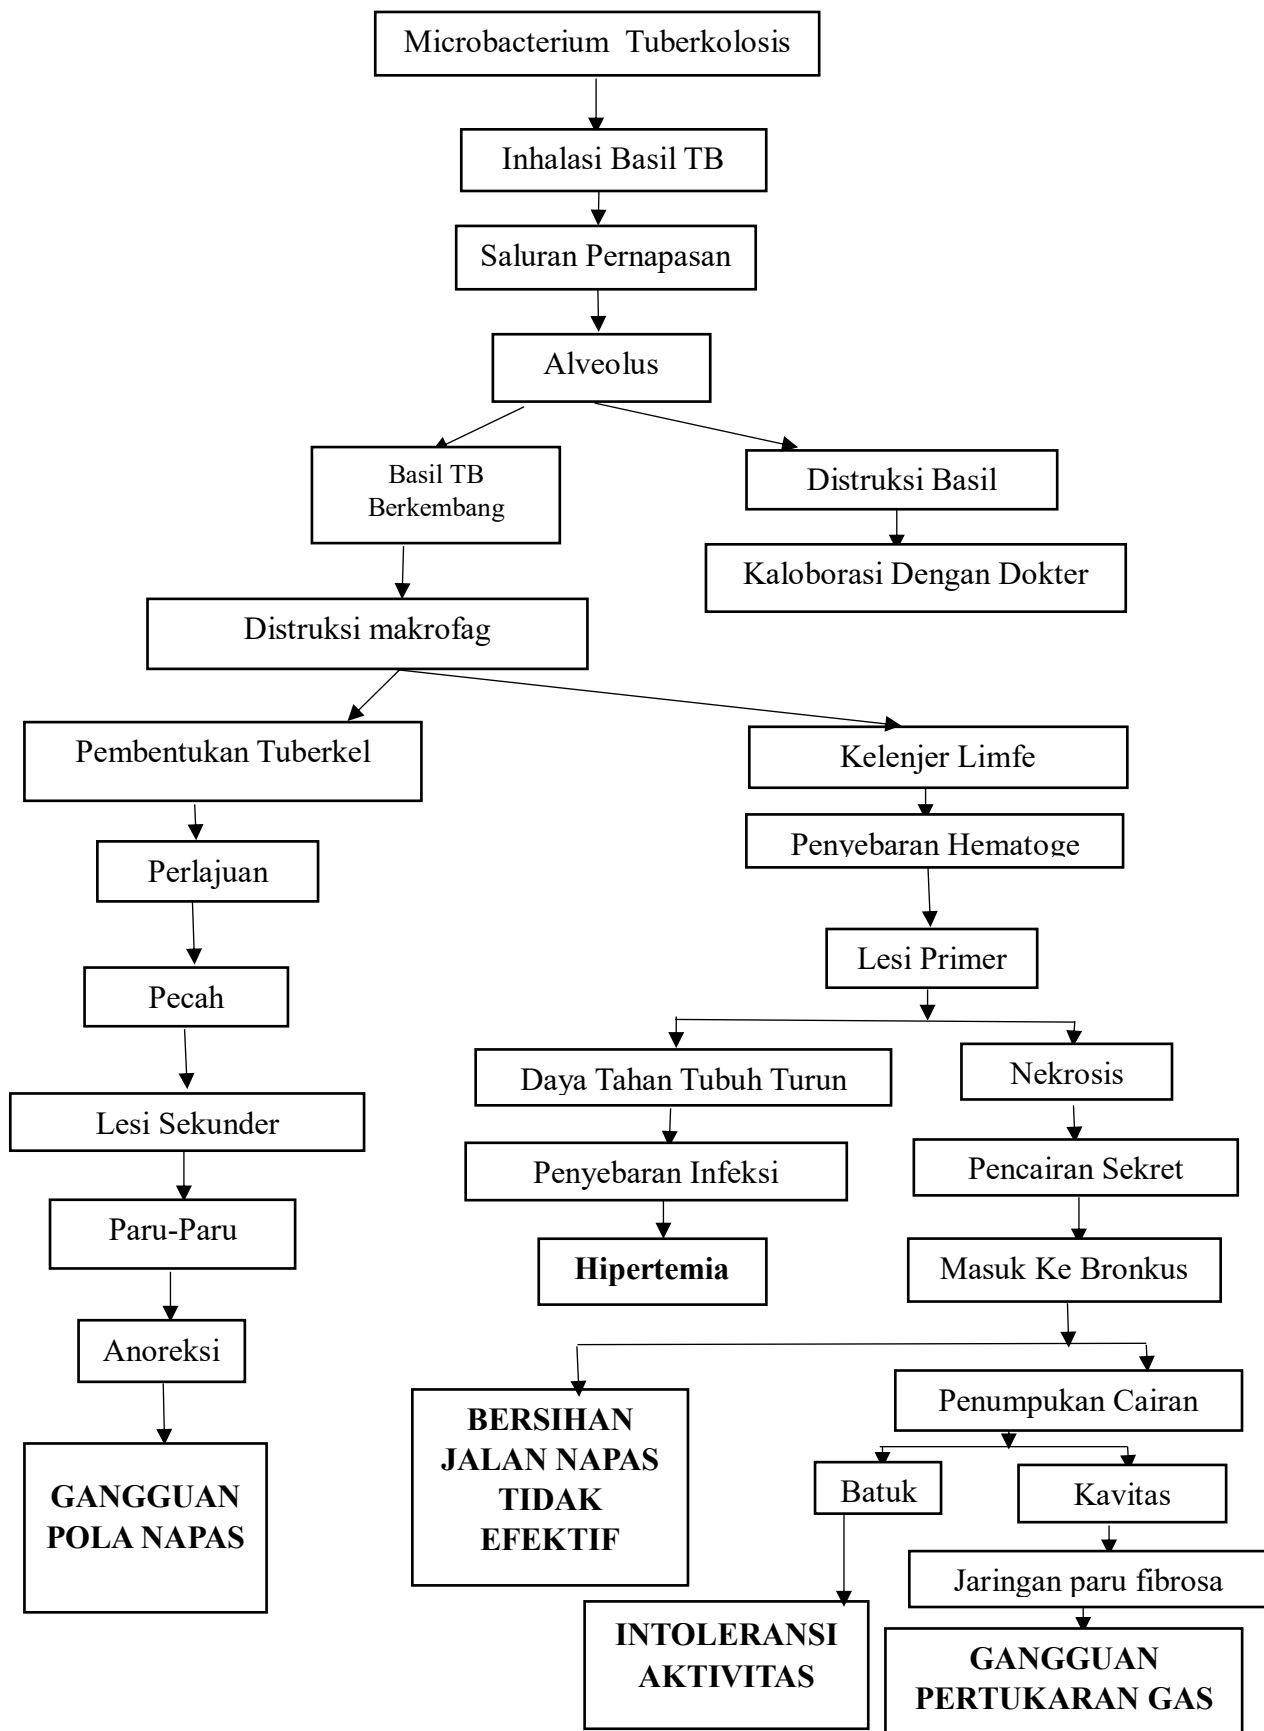 Microbacterium  Tuberkolosis
Inhalasi Basil TB
Saluran Pernapasan
Alveolus
Basil TB
Berkembang
Distruksi Basil
Kaloborasi Dengan Dokter
Distruksi makrofag
Pembentukan Tuberkel
Kelenjer Limfe
Perlajuan
Penyebaran Hematoge
Pecah
Lesi Primer
Lesi Sekunder
Daya Tahan Tubuh Turun
Nekrosis
Paru-Paru
Penyebaran Infeksi
Pencairan Sekret
Anoreksi
Hipertemia
Masuk Ke Bronkus
GANGGUAN
POLA NAPAS
BERSIHAN
JALAN NAPAS
TIDAK
EFEKTIF
Penumpukan Cairan
Batuk
Kavitas
Jaringan paru fibrosa
INTOLERANSI
AKTIVITAS
GANGGUAN
PERTUKARAN GAS